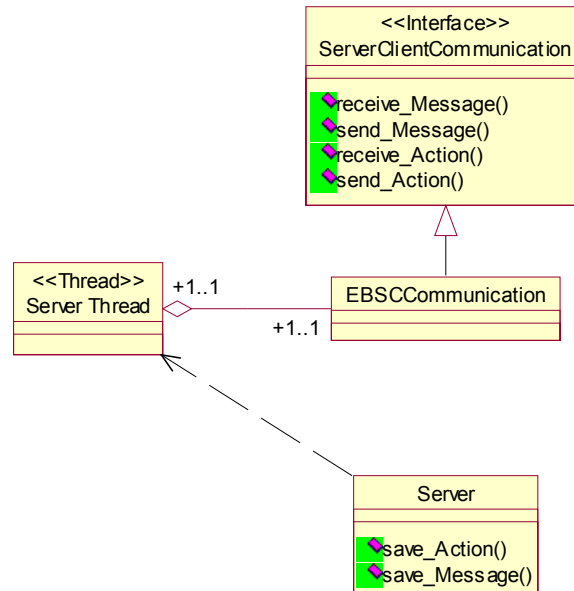 <<Interface>>
ServerClientCommunication
receive_Message()
send_Message()
receive_Action()
send_Action()
<<Thread>>
Server Thread
+1..1
EBSCCommunication
+1..1
Server
save_Action()
save_Message()